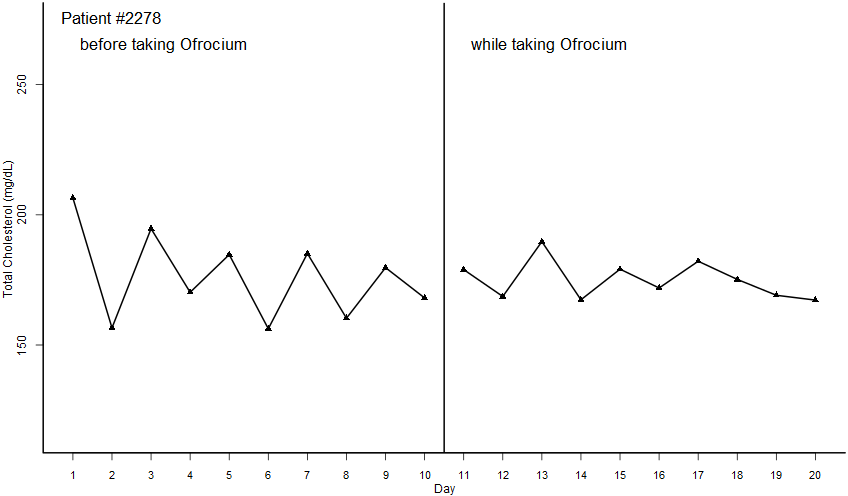 Patient #2278
before taking Ofrocium
while taking Ofrocium
Total Cholesterol (mg/dL)
250
200
150
1 2 3 4 5 6 7 8 9 10 11 12 13 14 15 16 17 18 19 20
Day